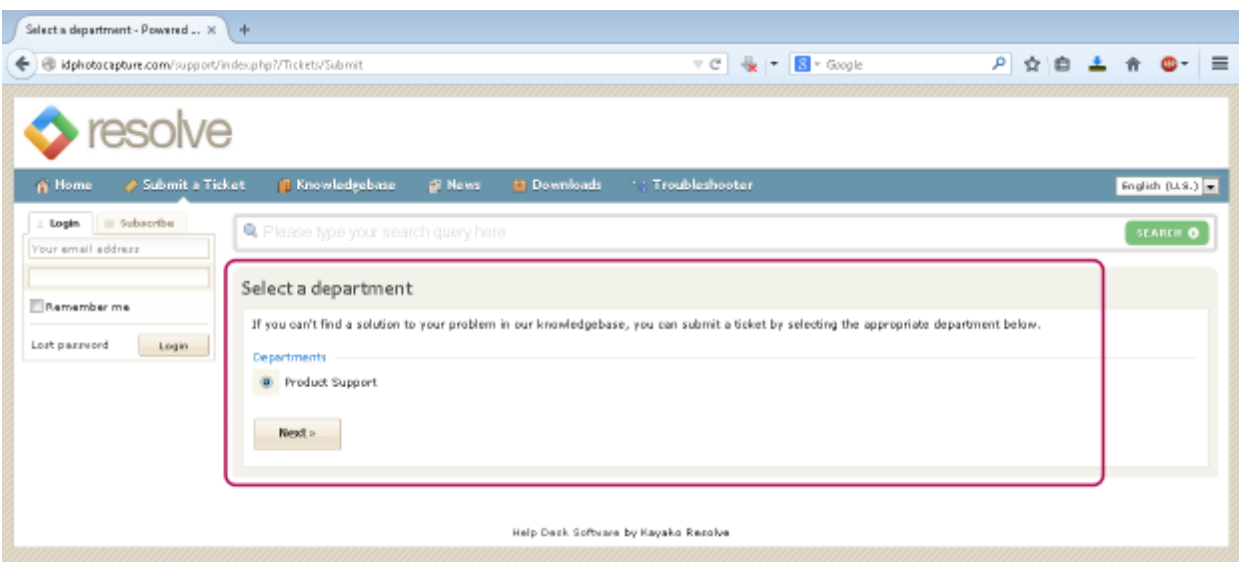 Select a department - Powered ...
idphotocapture.com/support/index.php?/Tickets/Submit
Google
resolve
Home Submit a Ticket Knowledgebase News Downloads Troubleshooter English (U.S.)
Login Subscribe
Please type your search query here
SEARCH
Your email address
Select a department
Remember me
If you can't find a solution to your problem in our knowledgebase, you can submit a ticket by selecting the appropriate department below.
Lost password Login
Departments
Product Support
Next >
Help Desk Software by Kayako Resolve